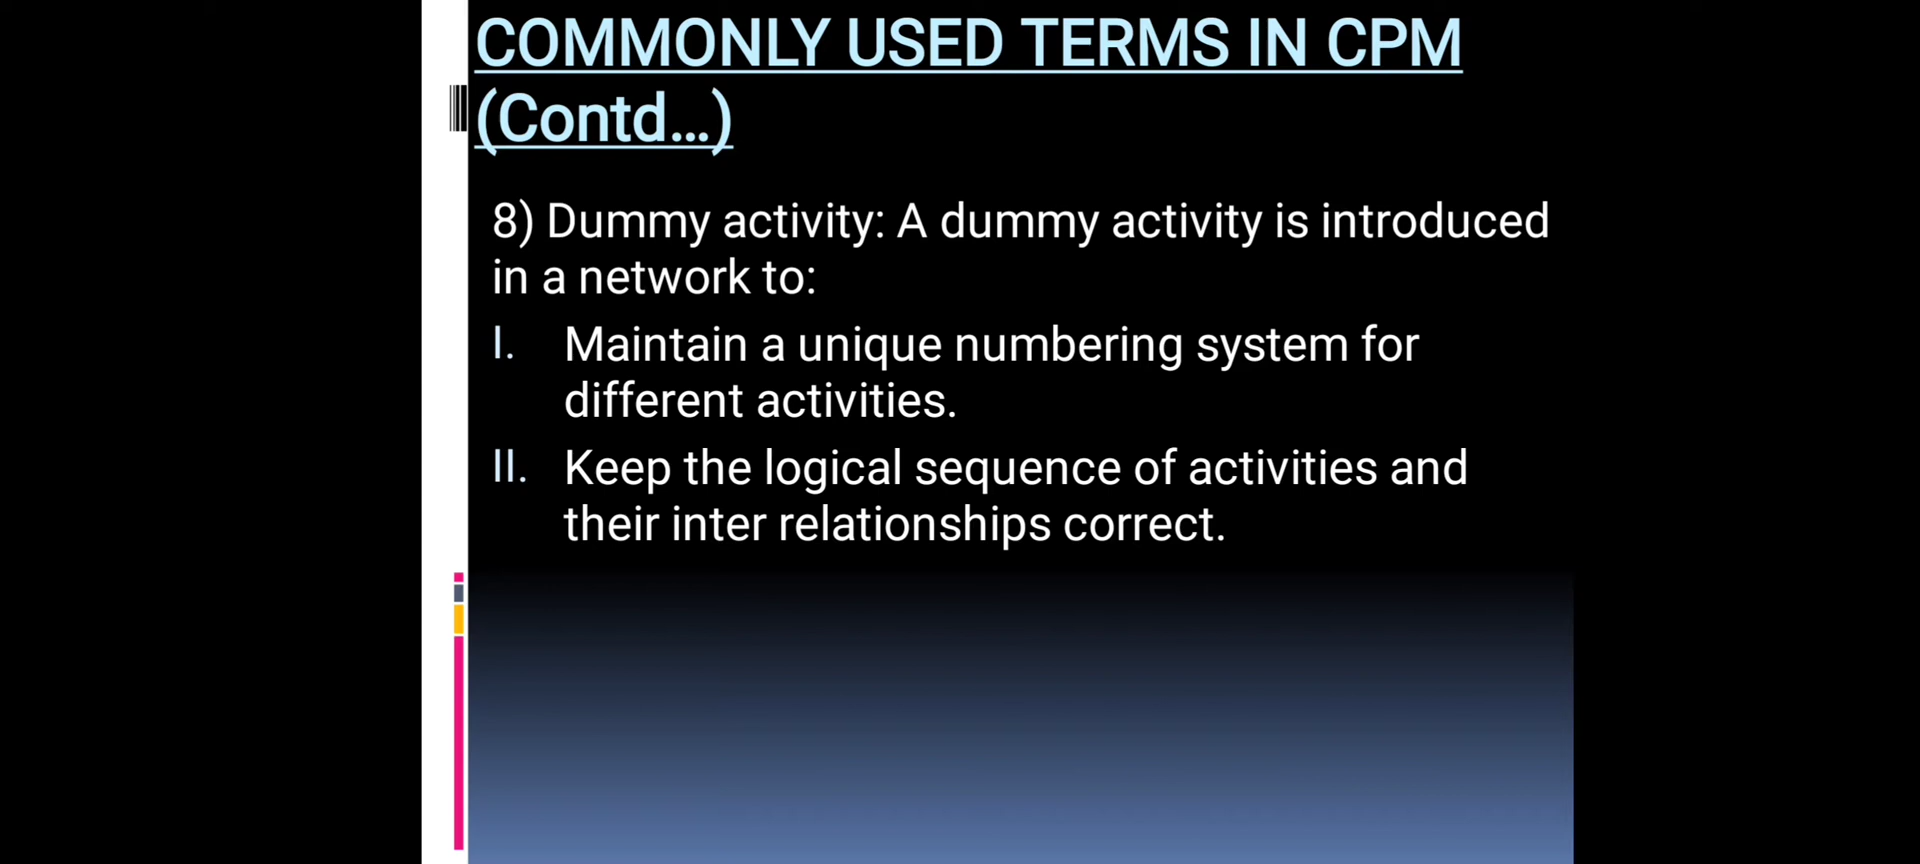 COMMONLY USED TERMS IN CPM
(Contd...)
8) Dummy activity: A dummy activity is introduced
in a network to:
I. Maintain a unique numbering system for
different activities.
II. Keep the logical sequence of activities and
their inter relationships correct.